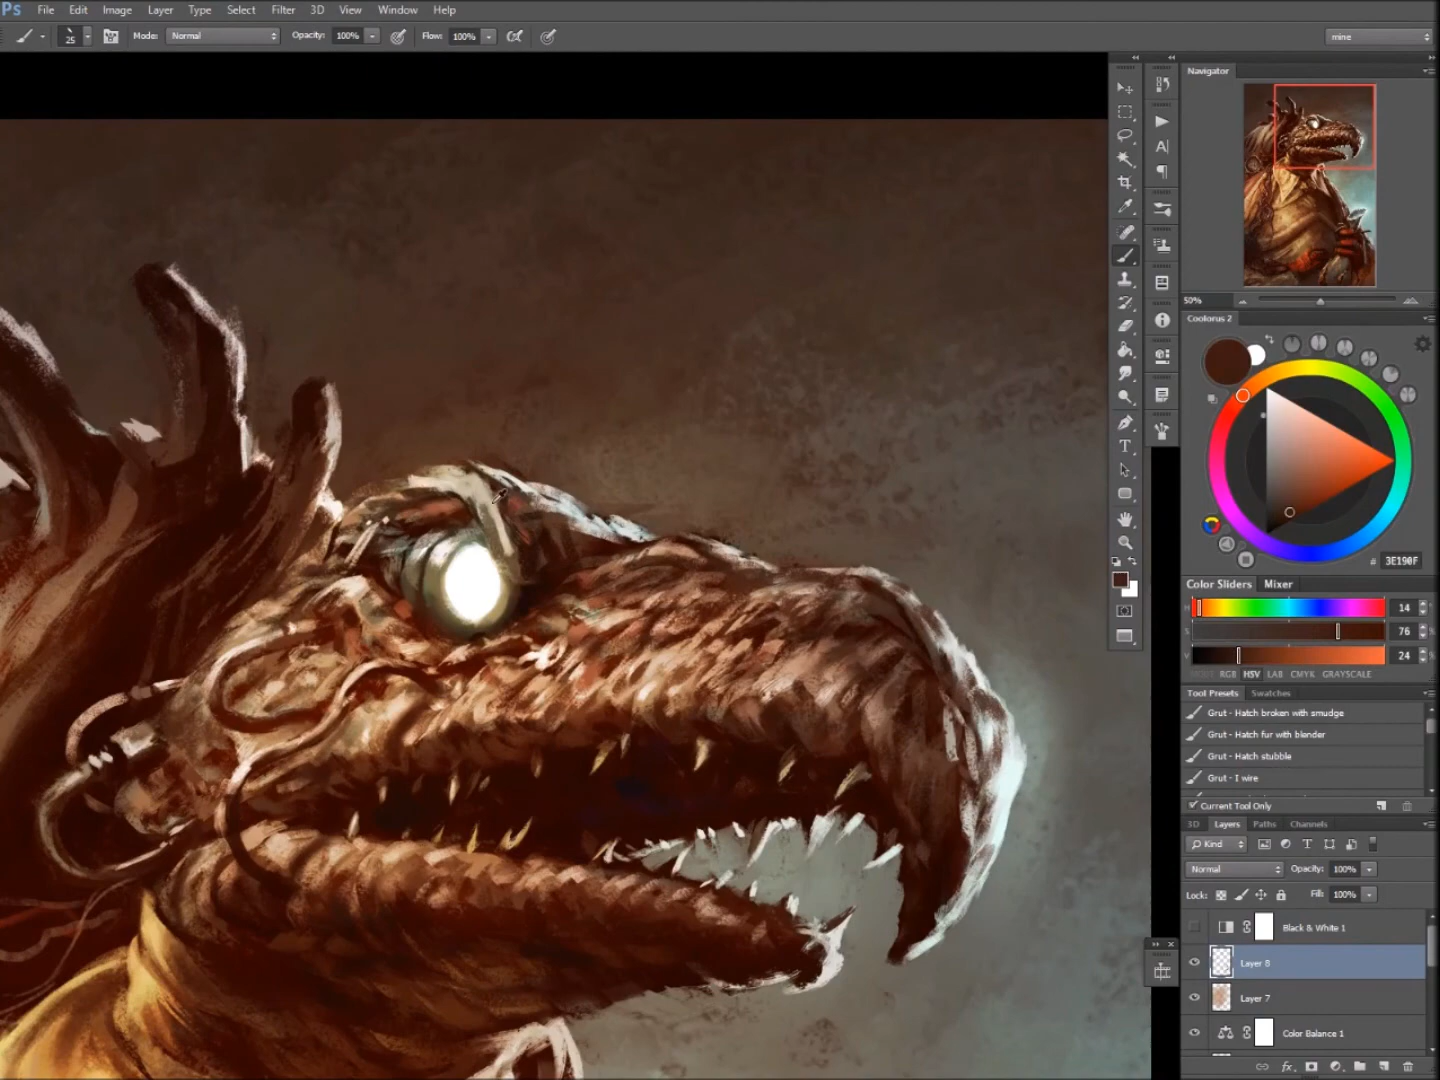 Ps File Edit Image Layer Type Select Filter 3D View Window Help
25 Mode: Normal Opacity: 100% Flow: 100% mine
Navigator
50%
Coolorus 2
# 3E190F
Color Sliders Mixer
H 14
S 76 %
V 24 %
RGB HSV LAB CMYK GRAYSCALE
Tool Presets Swatches
Grut - Hatch broken with smudge
Grut - Hatch fur with blender
Grut - Hatch stubble
Grut - I wire
Current Tool Only
3D Layers Paths Channels
Kind
Normal Opacity: 100%
Lock: Fill: 100%
Black & White 1
Layer 8
Layer 7
Color Balance 1
fx